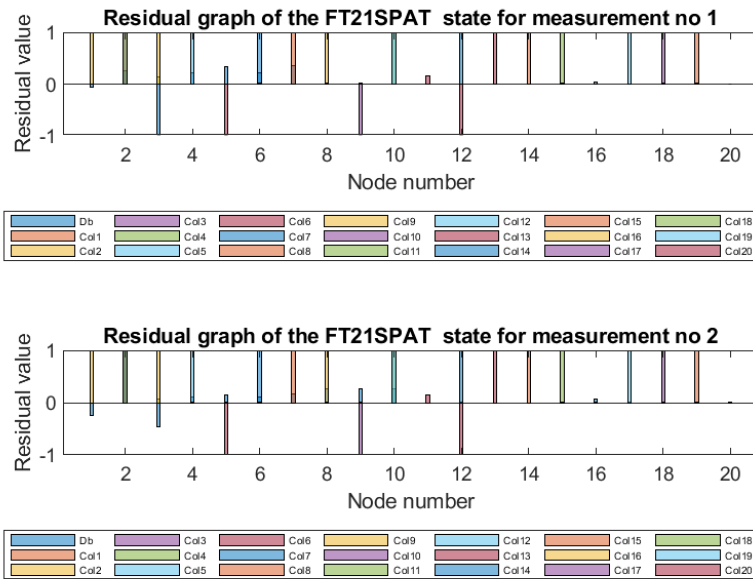 Residual graph of the FT21SPAT state for measurement no 1
Residual value
1
0
-1
2 4 6 8 10 12 14 16 18 20
Node number
Db Col3 Col6 Col9 Col12 Col15 Col18
Col1 Col4 Col7 Col10 Col13 Col16 Col19
Col2 Col5 Col8 Col11 Col14 Col17 Col20
Residual graph of the FT21SPAT state for measurement no 2
Residual value
1
0
-1
2 4 6 8 10 12 14 16 18 20
Node number
Db Col3 Col6 Col9 Col12 Col15 Col18
Col1 Col4 Col7 Col10 Col13 Col16 Col19
Col2 Col5 Col8 Col11 Col14 Col17 Col20